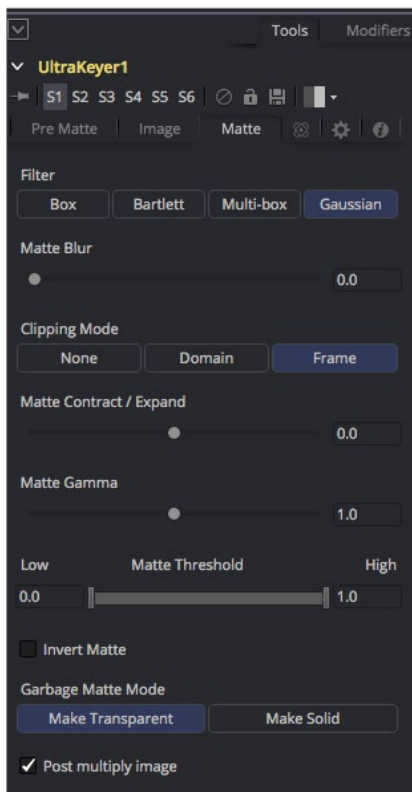 Tools Modifiers
UltraKeyer1
S1 S2 S3 S4 S5 S6
Pre Matte Image Matte
Filter
Box Bartlett Multi-box Gaussian
Matte Blur
0.0
Clipping Mode
None Domain Frame
Matte Contract / Expand
0.0
Matte Gamma
1.0
Low Matte Threshold High
0.0 1.0
Invert Matte
Garbage Matte Mode
Make Transparent Make Solid
Post multiply image